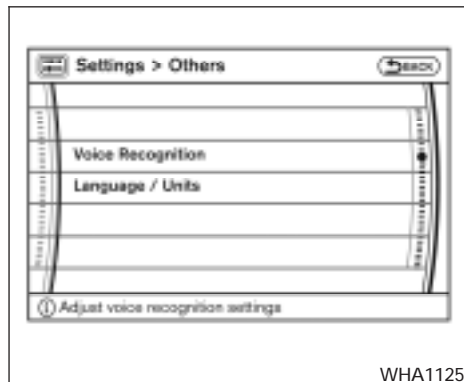 Settings > Others
BACK
Voice Recognition
Language / Units
Adjust voice recognition settings
WHA1125